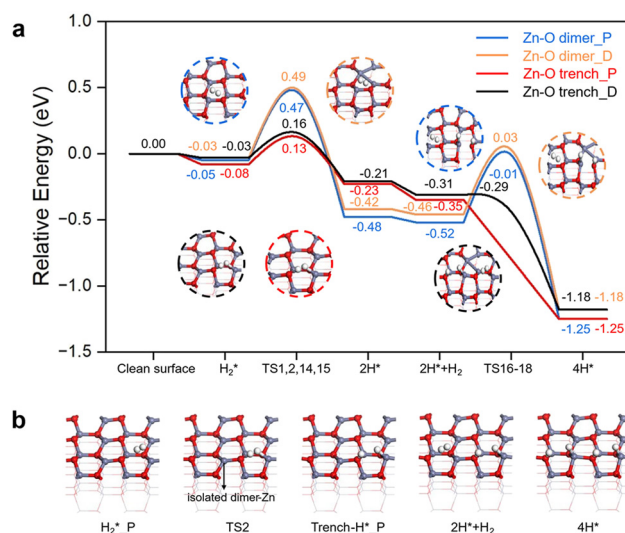 a
1.0
0.5
0.0
−0.5
−1.0
−1.5
Relative Energy (eV)
Zn-O dimer_P
Zn-O dimer_D
Zn-O trench_P
Zn-O trench_D
0.00
-0.03 -0.03
-0.05 -0.08
0.49
0.47
0.16
0.13
-0.21
-0.23
-0.42
-0.48
-0.31
-0.46 -0.35
-0.52
0.03
-0.01
-0.29
-1.18 -1.18
-1.25 -1.25
Clean surface H₂* TS1,2,14,15 2H* 2H*+H₂ TS16-18 4H*
b
isolated dimer-Zn
H₂*_P TS2 Trench-H*_P 2H*+H₂ 4H*